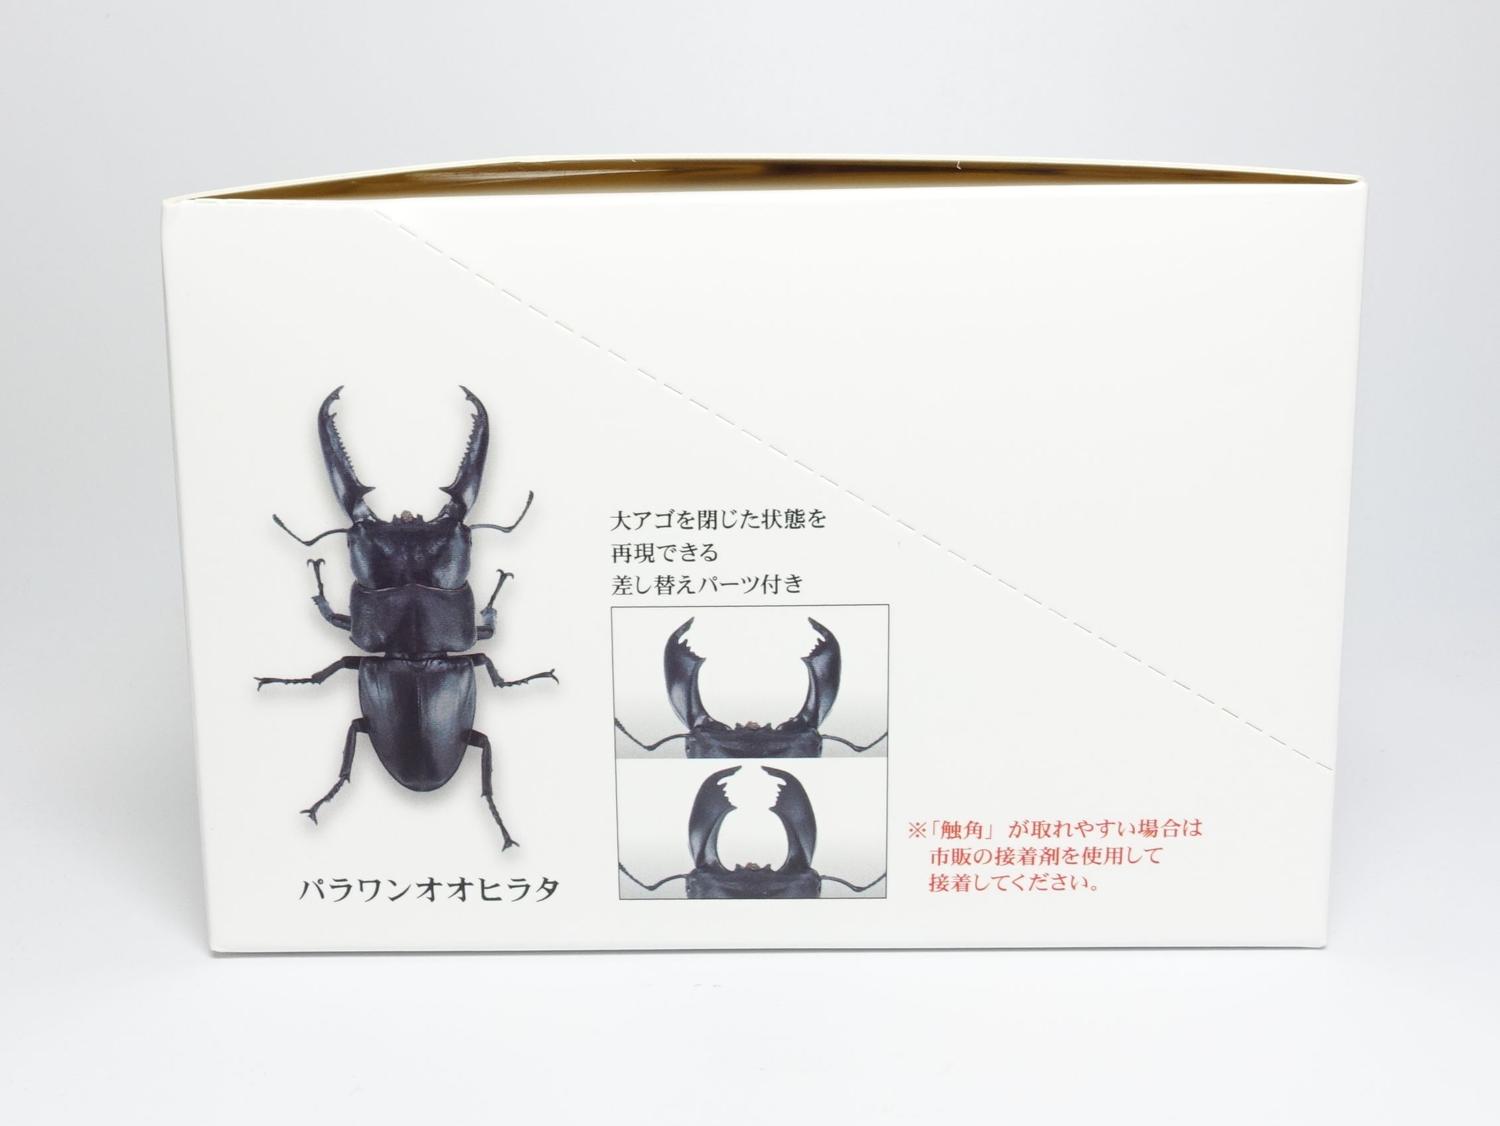 大アゴを閉じた状態を
再現できる
差し替えパーツ付き
パラワンオオヒラタ
※「触角」が取れやすい場合は
市販の接着剤を使用して
接着してください。